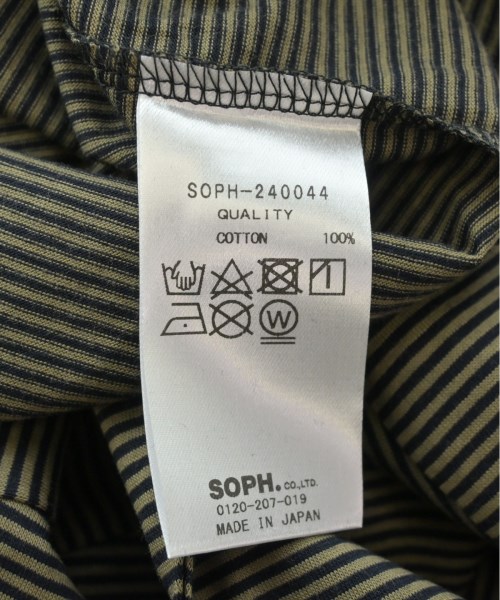 SOPH-240044
QUALITY
COTTON 100%
W
SOPH. CO.,LTD.
0120-207-019
MADE IN JAPAN